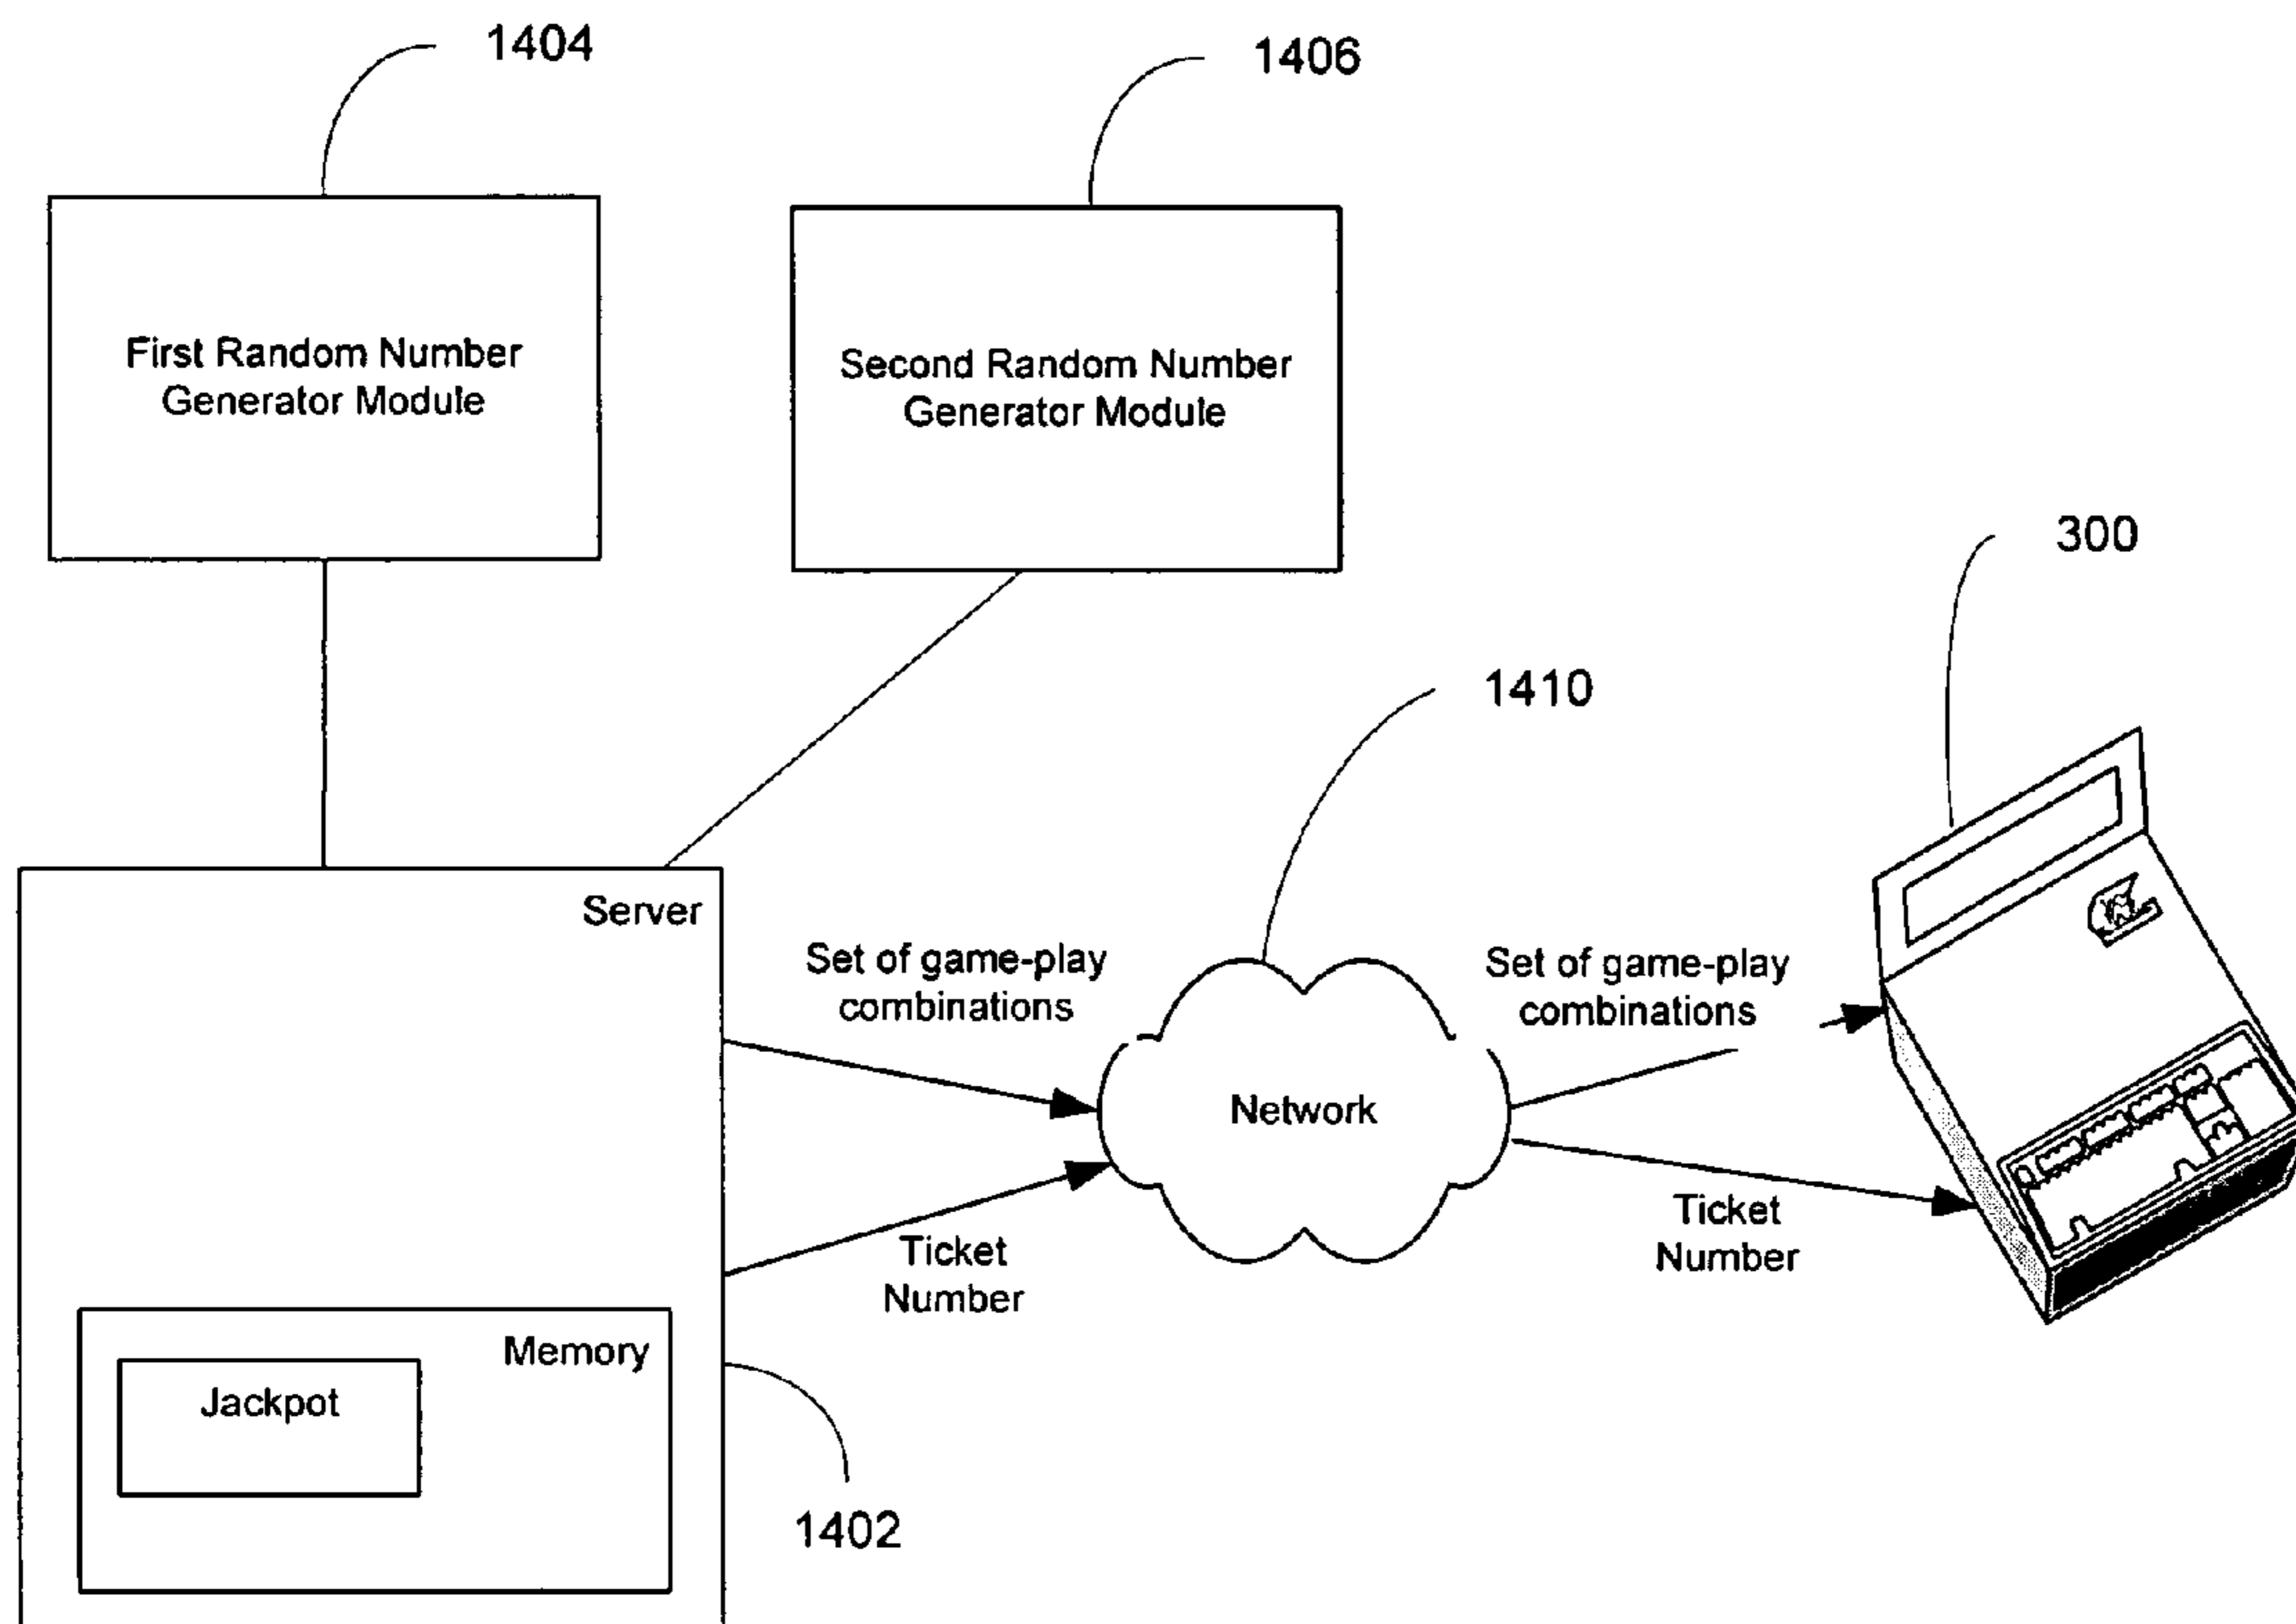 1404
1406
First Random Number
Generator Module
Second Random Number
Generator Module
300
1410
Server
Set of game-play
combinations
Set of game-play
combinations
Network
Ticket
Number
Ticket
Number
Memory
Jackpot
1402